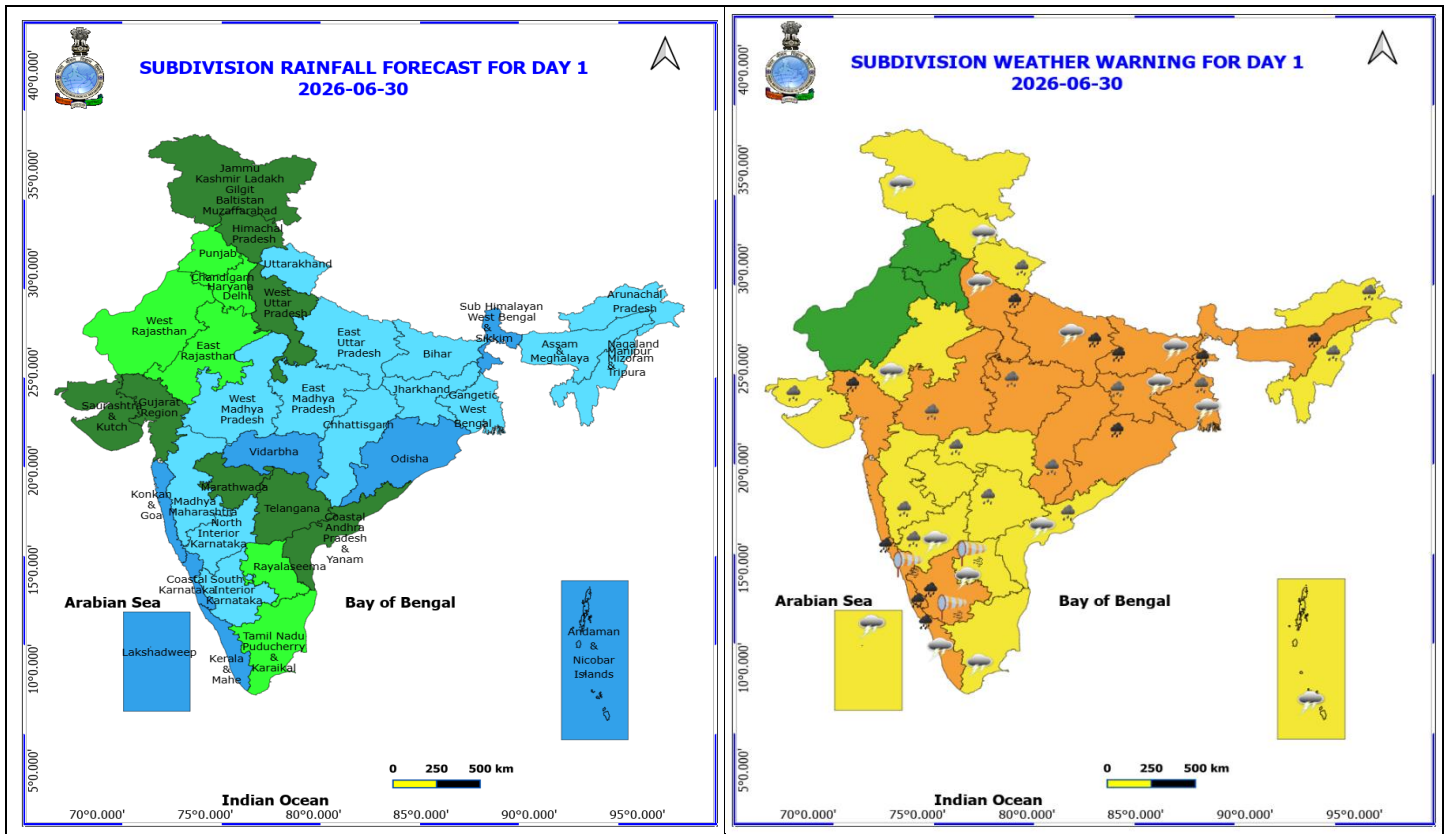 SUBDIVISION RAINFALL FORECAST FOR DAY 1
2026-06-30
40°0.000'
35°0.000'
30°0.000'
25°0.000'
20°0.000'
15°0.000'
10°0.000'
5°0.000'
Jammu
Kashmir Ladakh
Gilgit
Baltistan
Muzaffarabad
Himachal
Pradesh
Punjab
Uttarakhand
Chandigarh
Haryana
Delhi
West
Uttar
Pradesh
West
Rajasthan
East
Rajasthan
East
Uttar
Pradesh
Bihar
Sub Himalayan
West Bengal
&
Sikkim
Arunachal
Pradesh
Assam
&
Meghalaya
Nagaland
Manipur
Mizoram
&
Tripura
Saurashtra
&
Kutch
Gujarat
Region
West
Madhya
Pradesh
East
Madhya
Pradesh
Jharkhand
Gangetic
West
Bengal
Chhattisgarh
Vidarbha
Odisha
Konkan
&
Goa
Marathwada
Madhya
Maharashtra
Telangana
North
Interior
Karnataka
Coastal
Andhra
Pradesh
&
Yanam
Rayalaseema
Coastal
Karnataka
South
Interior
Karnataka
Tamil Nadu
Puducherry
&
Karaikal
Kerala
&
Mahe
Lakshadweep
Andaman
&
Nicobar
Islands
Arabian Sea
Bay of Bengal
0 250 500 km
Indian Ocean
70°0.000' 75°0.000' 80°0.000' 85°0.000' 90°0.000' 95°0.000'
SUBDIVISION WEATHER WARNING FOR DAY 1
2026-06-30
40°0.000'
35°0.000'
30°0.000'
25°0.000'
20°0.000'
15°0.000'
10°0.000'
5°0.000'
Arabian Sea
Bay of Bengal
0 250 500 km
Indian Ocean
70°0.000' 75°0.000' 80°0.000' 85°0.000' 90°0.000' 95°0.000'